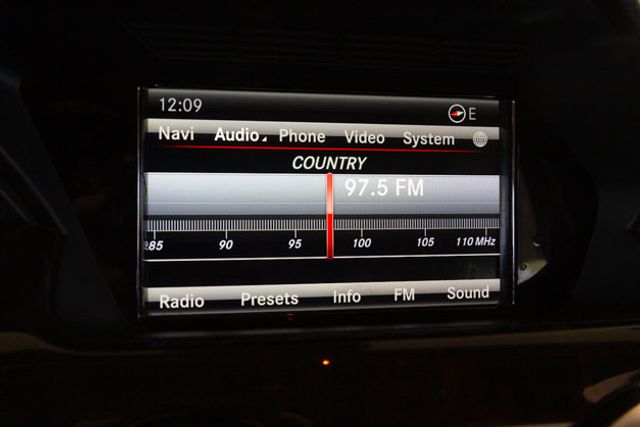 12:09 E
Navi Audio Phone Video System
COUNTRY
97.5 FM
85 90 95 100 105 110 MHz
Radio Presets Info FM Sound